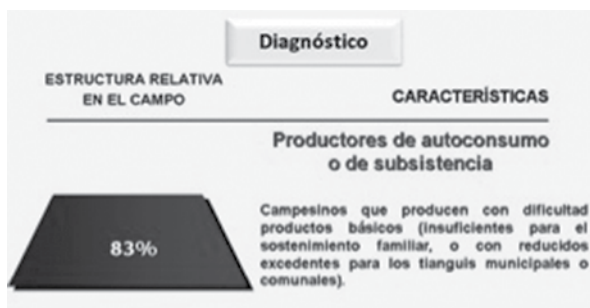 Diagnóstico
ESTRUCTURA RELATIVA
EN EL CAMPO
CARACTERÍSTICAS
Productores de autoconsumo
o de subsistencia
83%
Campesinos que producen con dificultad
productos básicos (insuficientes para el
sostenimiento familiar, o con reducidos
excedentes para los tianguis municipales o
comunales).